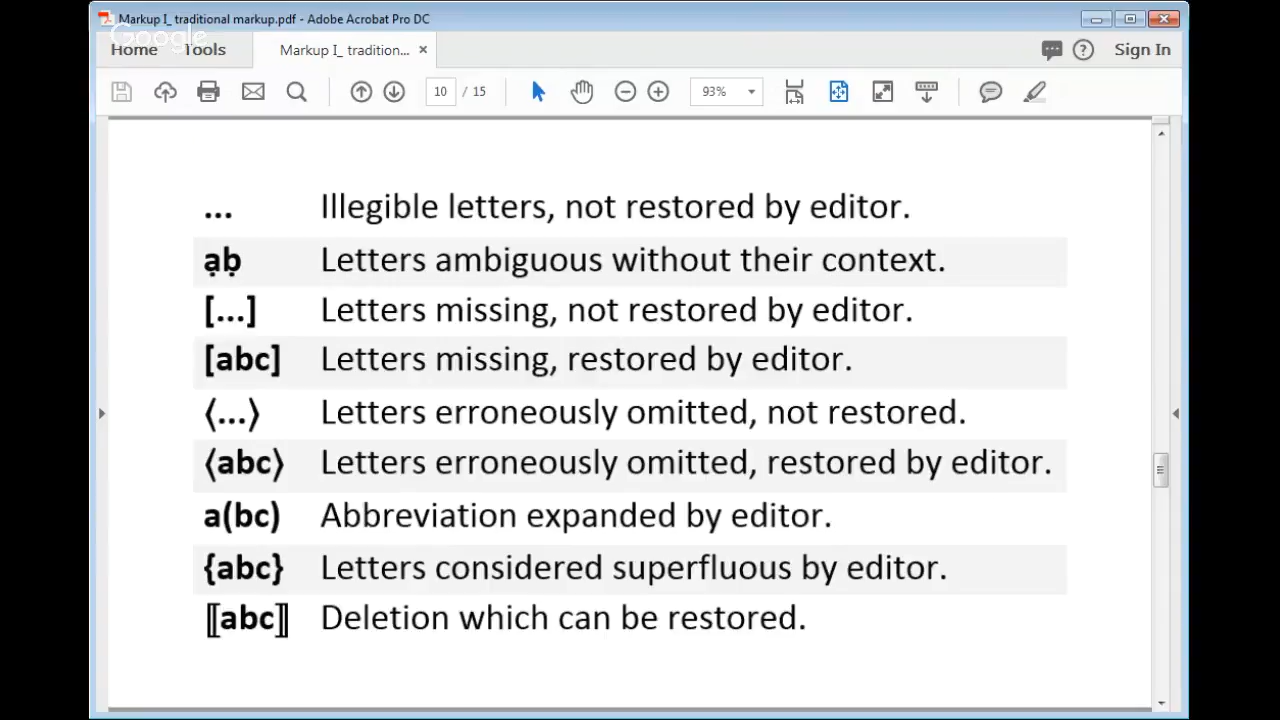 Markup I_ traditional markup.pdf - Adobe Acrobat Pro DC
Google
Home Tools Markup I_ tradition... × Sign In
10 / 15 93%
... Illegible letters, not restored by editor.
ạḅ Letters ambiguous without their context.
[...] Letters missing, not restored by editor.
[abc] Letters missing, restored by editor.
⟨...⟩ Letters erroneously omitted, not restored.
⟨abc⟩ Letters erroneously omitted, restored by editor.
a(bc) Abbreviation expanded by editor.
{abc} Letters considered superfluous by editor.
⟦abc⟧ Deletion which can be restored.